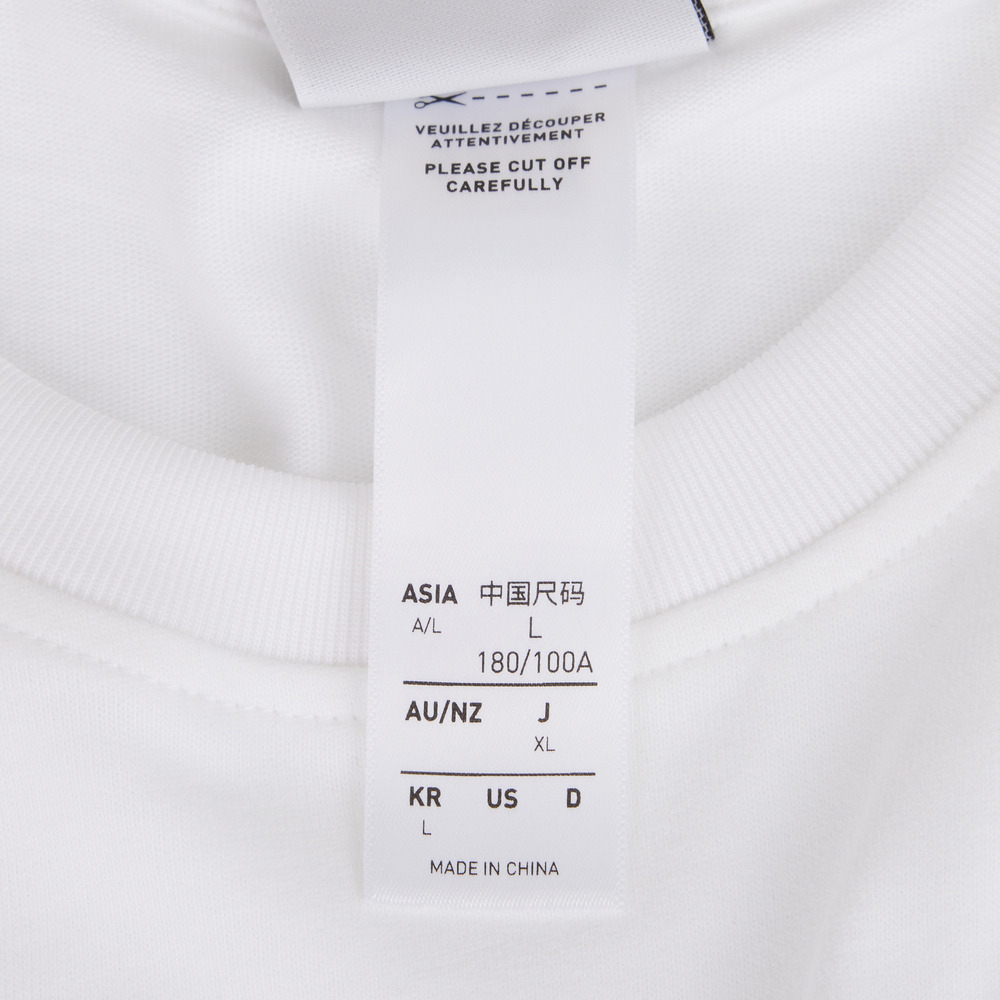 VEUILLEZ DÉCOUPER
ATTENTIVEMENT
PLEASE CUT OFF
CAREFULLY
ASIA 中国尺码
A/L L
180/100A
AU/NZ J
XL
KR US D
L
MADE IN CHINA